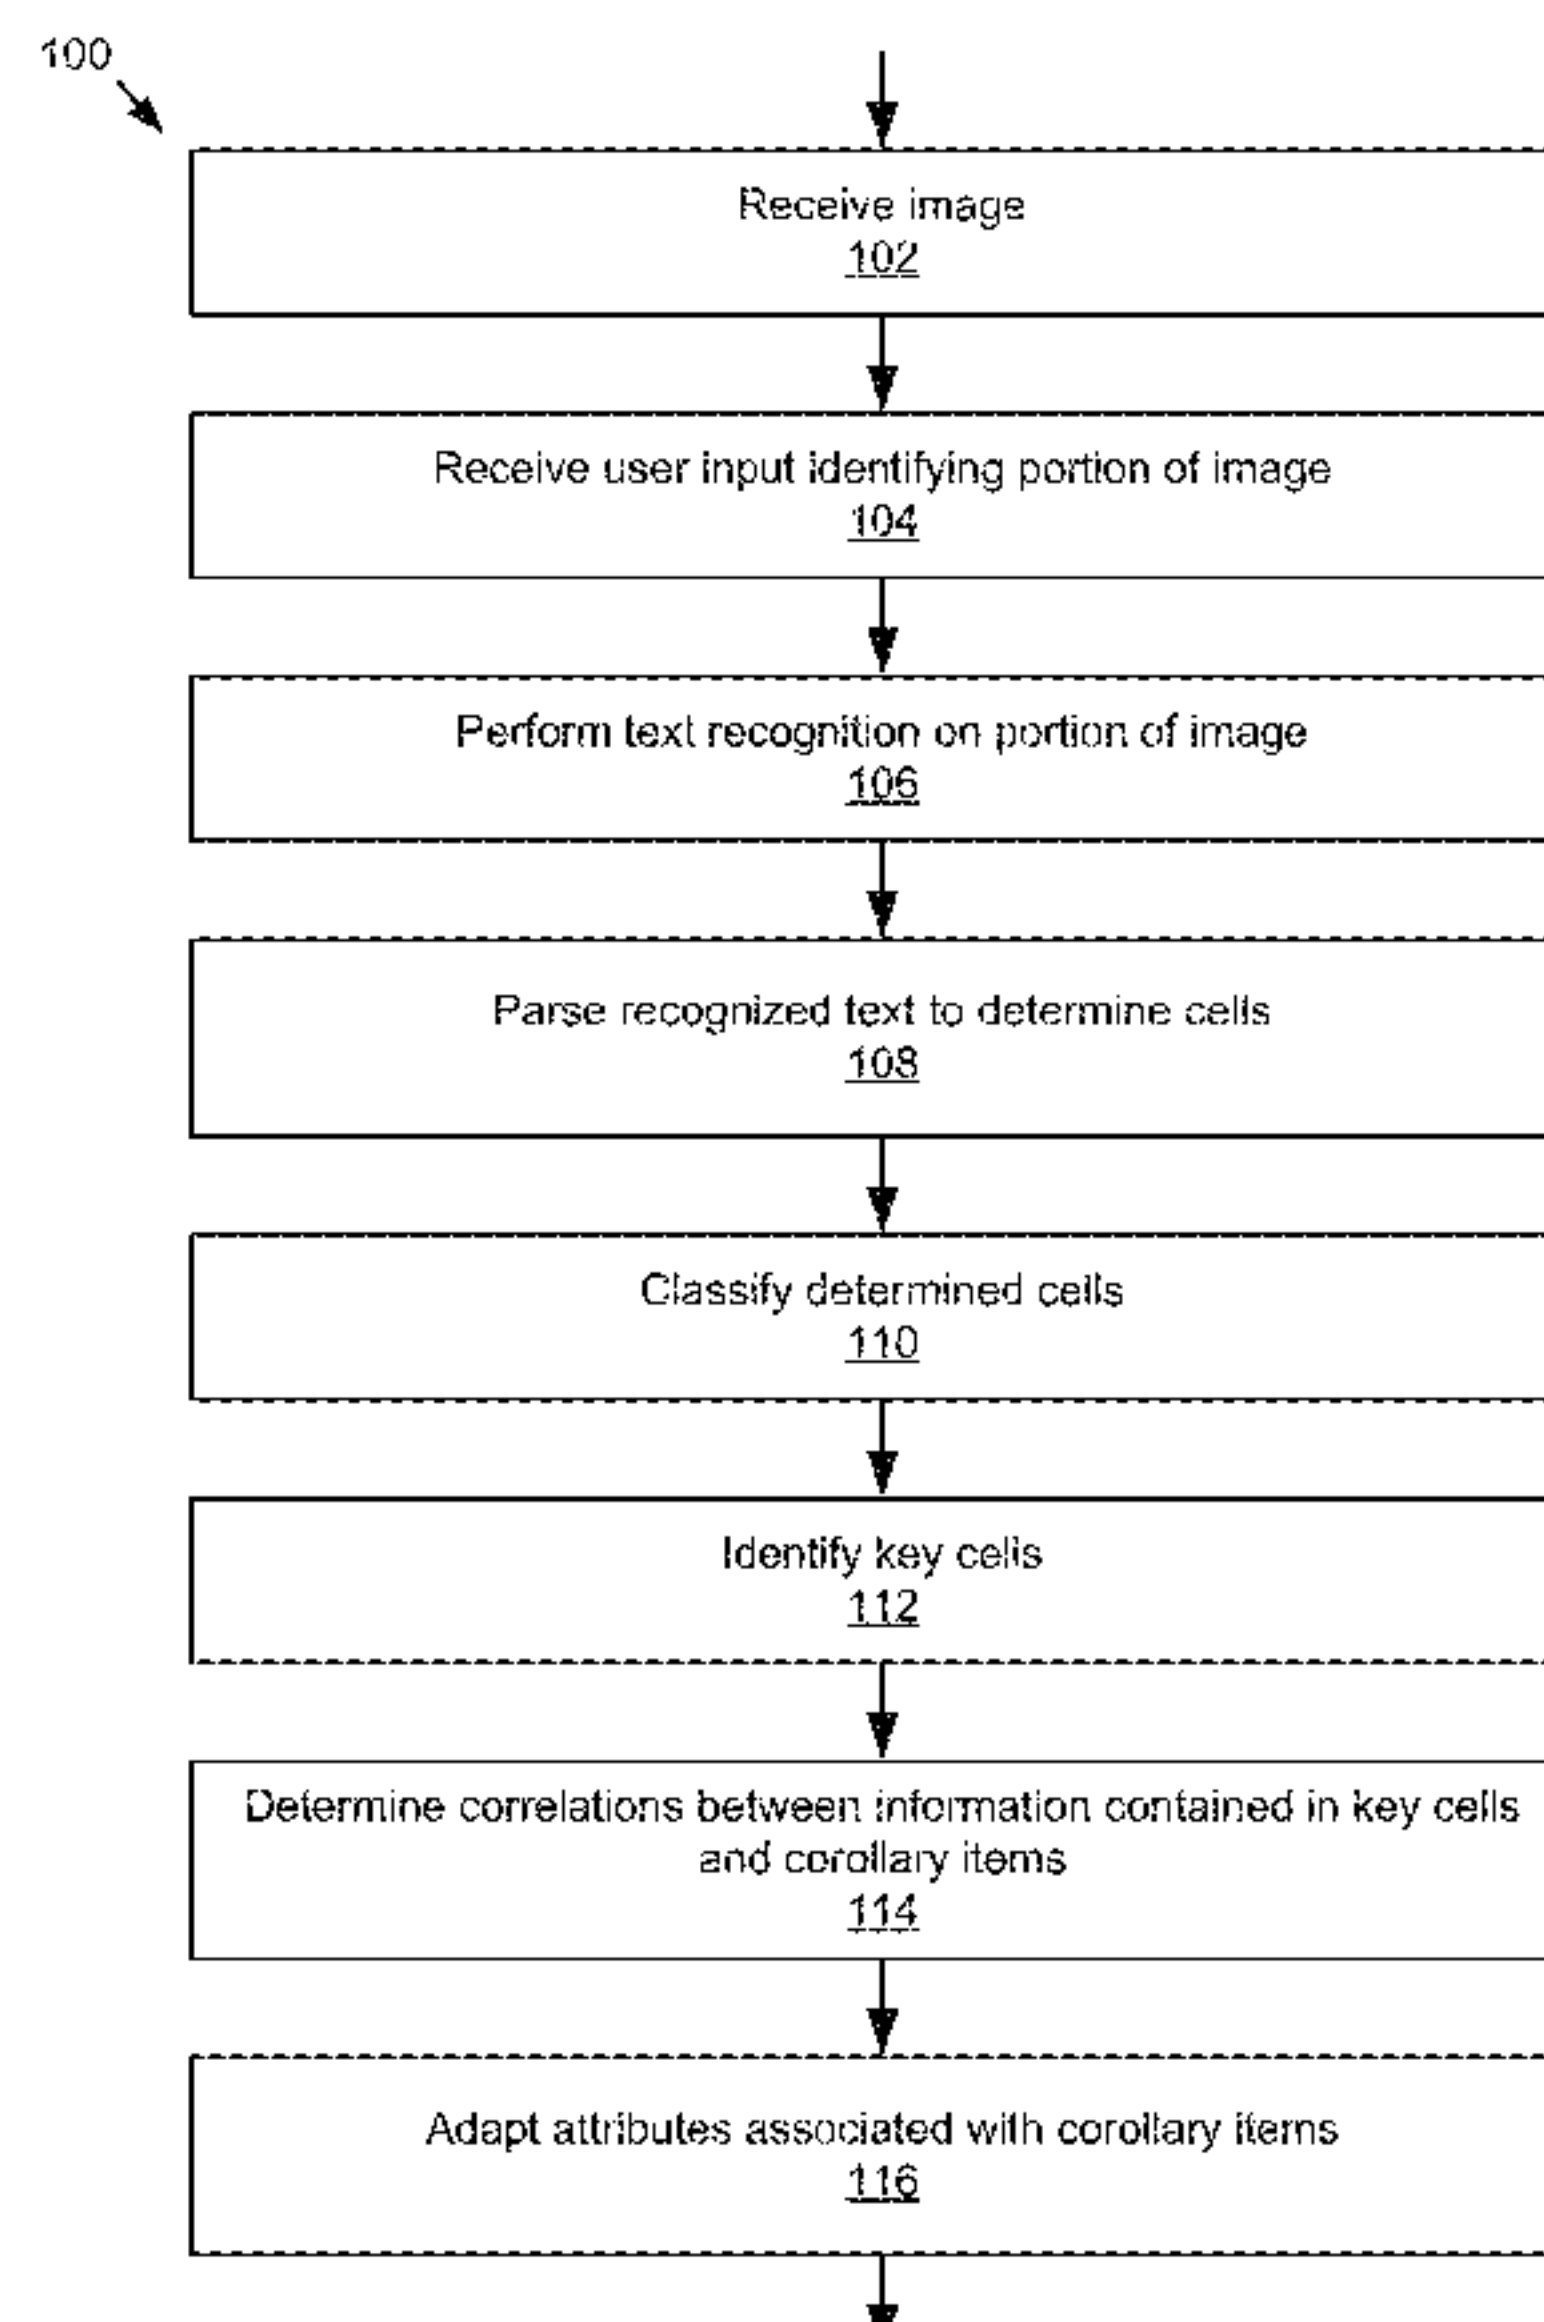 100
Receive image
102
Receive user input identifying portion of image
104
Perform text recognition on portion of image
106
Parse recognized text to determine cells
108
Classify determined cells
110
Identify key cells
112
Determine correlations between information contained in key cells
and corollary items
114
Adapt attributes associated with corollary items
116